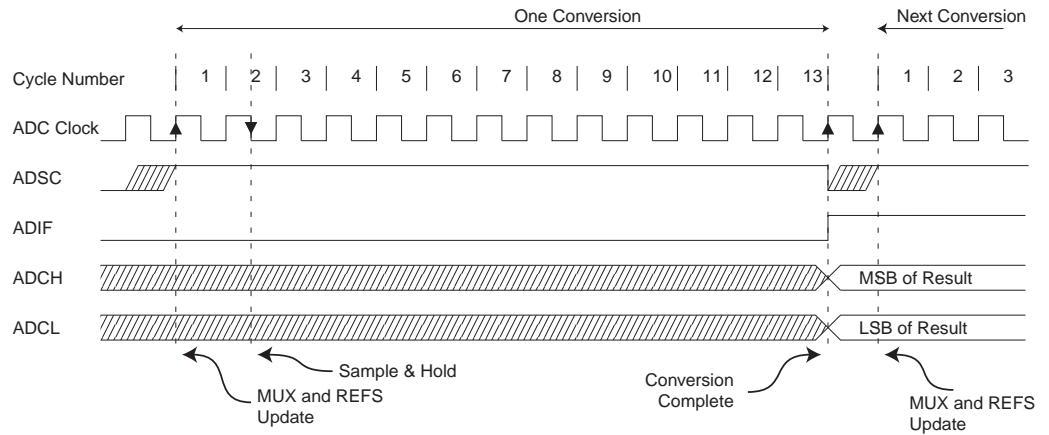 One Conversion
Next Conversion
Cycle Number 1 2 3 4 5 6 7 8 9 10 11 12 13 1 2 3
ADC Clock
ADSC
ADIF
ADCH
MSB of Result
ADCL
LSB of Result
Sample & Hold
MUX and REFS
Update
Conversion
Complete
MUX and REFS
Update